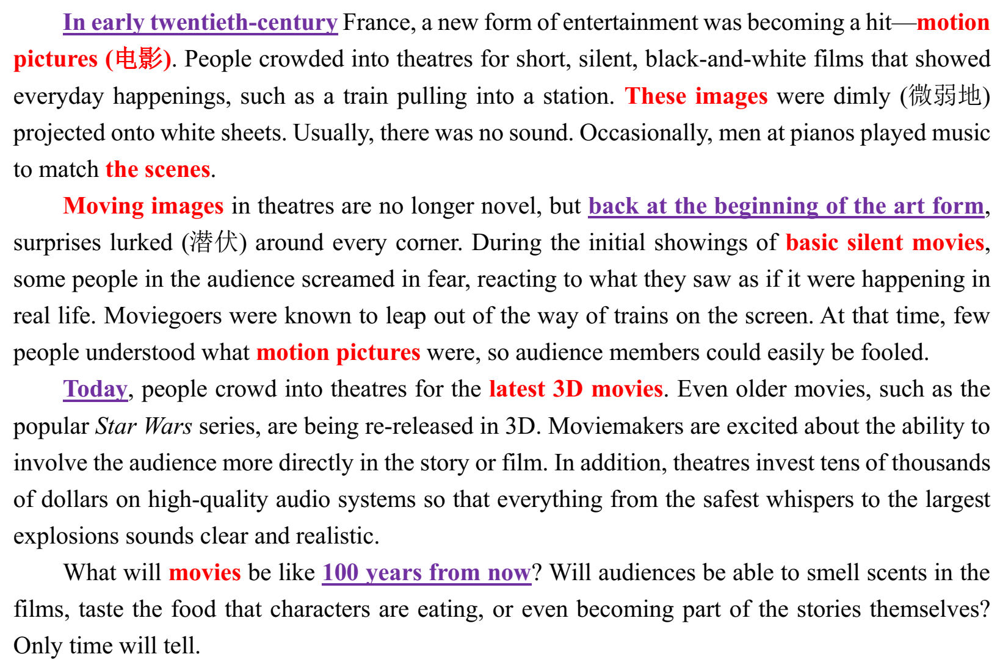 In early twentieth-century France, a new form of entertainment was becoming a hit—motion
pictures (电影). People crowded into theatres for short, silent, black-and-white films that showed
everyday happenings, such as a train pulling into a station. These images were dimly (微弱地)
projected onto white sheets. Usually, there was no sound. Occasionally, men at pianos played music
to match the scenes.
Moving images in theatres are no longer novel, but back at the beginning of the art form,
surprises lurked (潜伏) around every corner. During the initial showings of basic silent movies,
some people in the audience screamed in fear, reacting to what they saw as if it were happening in
real life. Moviegoers were known to leap out of the way of trains on the screen. At that time, few
people understood what motion pictures were, so audience members could easily be fooled.
Today, people crowd into theatres for the latest 3D movies. Even older movies, such as the
popular Star Wars series, are being re-released in 3D. Moviemakers are excited about the ability to
involve the audience more directly in the story or film. In addition, theatres invest tens of thousands
of dollars on high-quality audio systems so that everything from the safest whispers to the largest
explosions sounds clear and realistic.
What will movies be like 100 years from now? Will audiences be able to smell scents in the
films, taste the food that characters are eating, or even becoming part of the stories themselves?
Only time will tell.